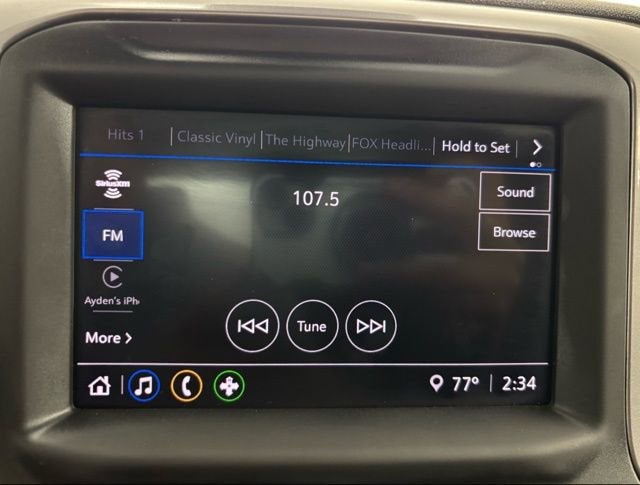 Hits 1 Classic Vinyl The Highway FOX Headli... Hold to Set
SiriusXM
107.5
Sound
FM
Browse
Ayden's iPh
Tune
More >
77° 2:34